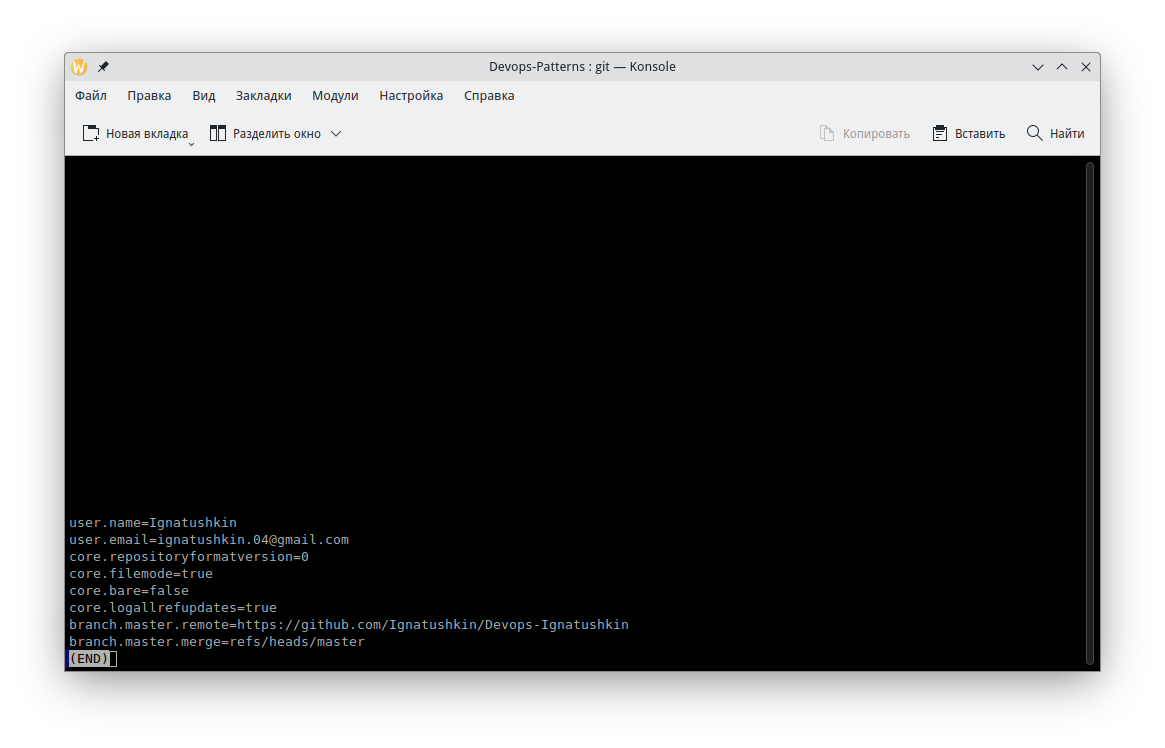 Devops-Patterns : git — Konsole
Файл Правка Вид Закладки Модули Настройка Справка
Новая вкладка Разделить окно Копировать Вставить Найти
user.name=Ignatushkin
user.email=ignatushkin.04@gmail.com
core.repositoryformatversion=0
core.filemode=true
core.bare=false
core.logallrefupdates=true
branch.master.remote=https://github.com/Ignatushkin/Devops-Ignatushkin
branch.master.merge=refs/heads/master
(END)